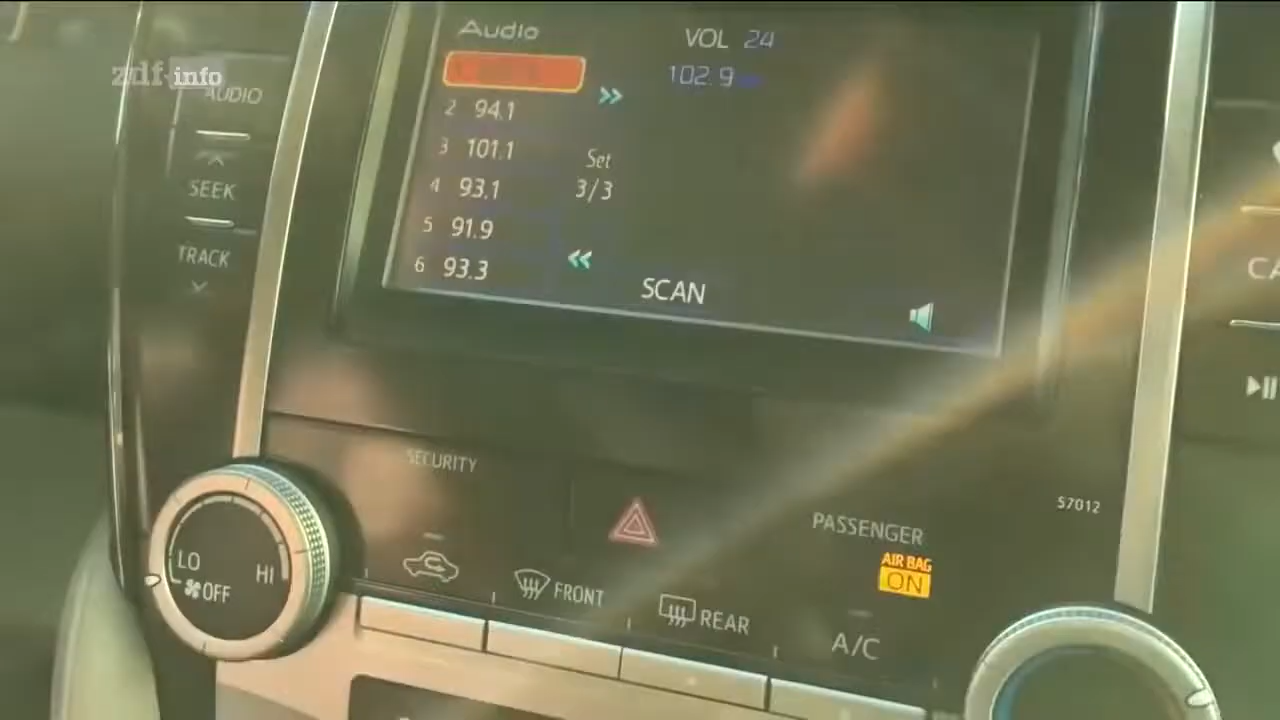 Audio
VOL 24
zdf.info
102.9
AUDIO
2 94.1
3 101.1
Set
SEEK
4 93.1
3/3
5 91.9
TRACK
6 93.3
SCAN
SECURITY
57012
PASSENGER
AIR BAG
ON
LO
HI
OFF
FRONT
REAR
A/C